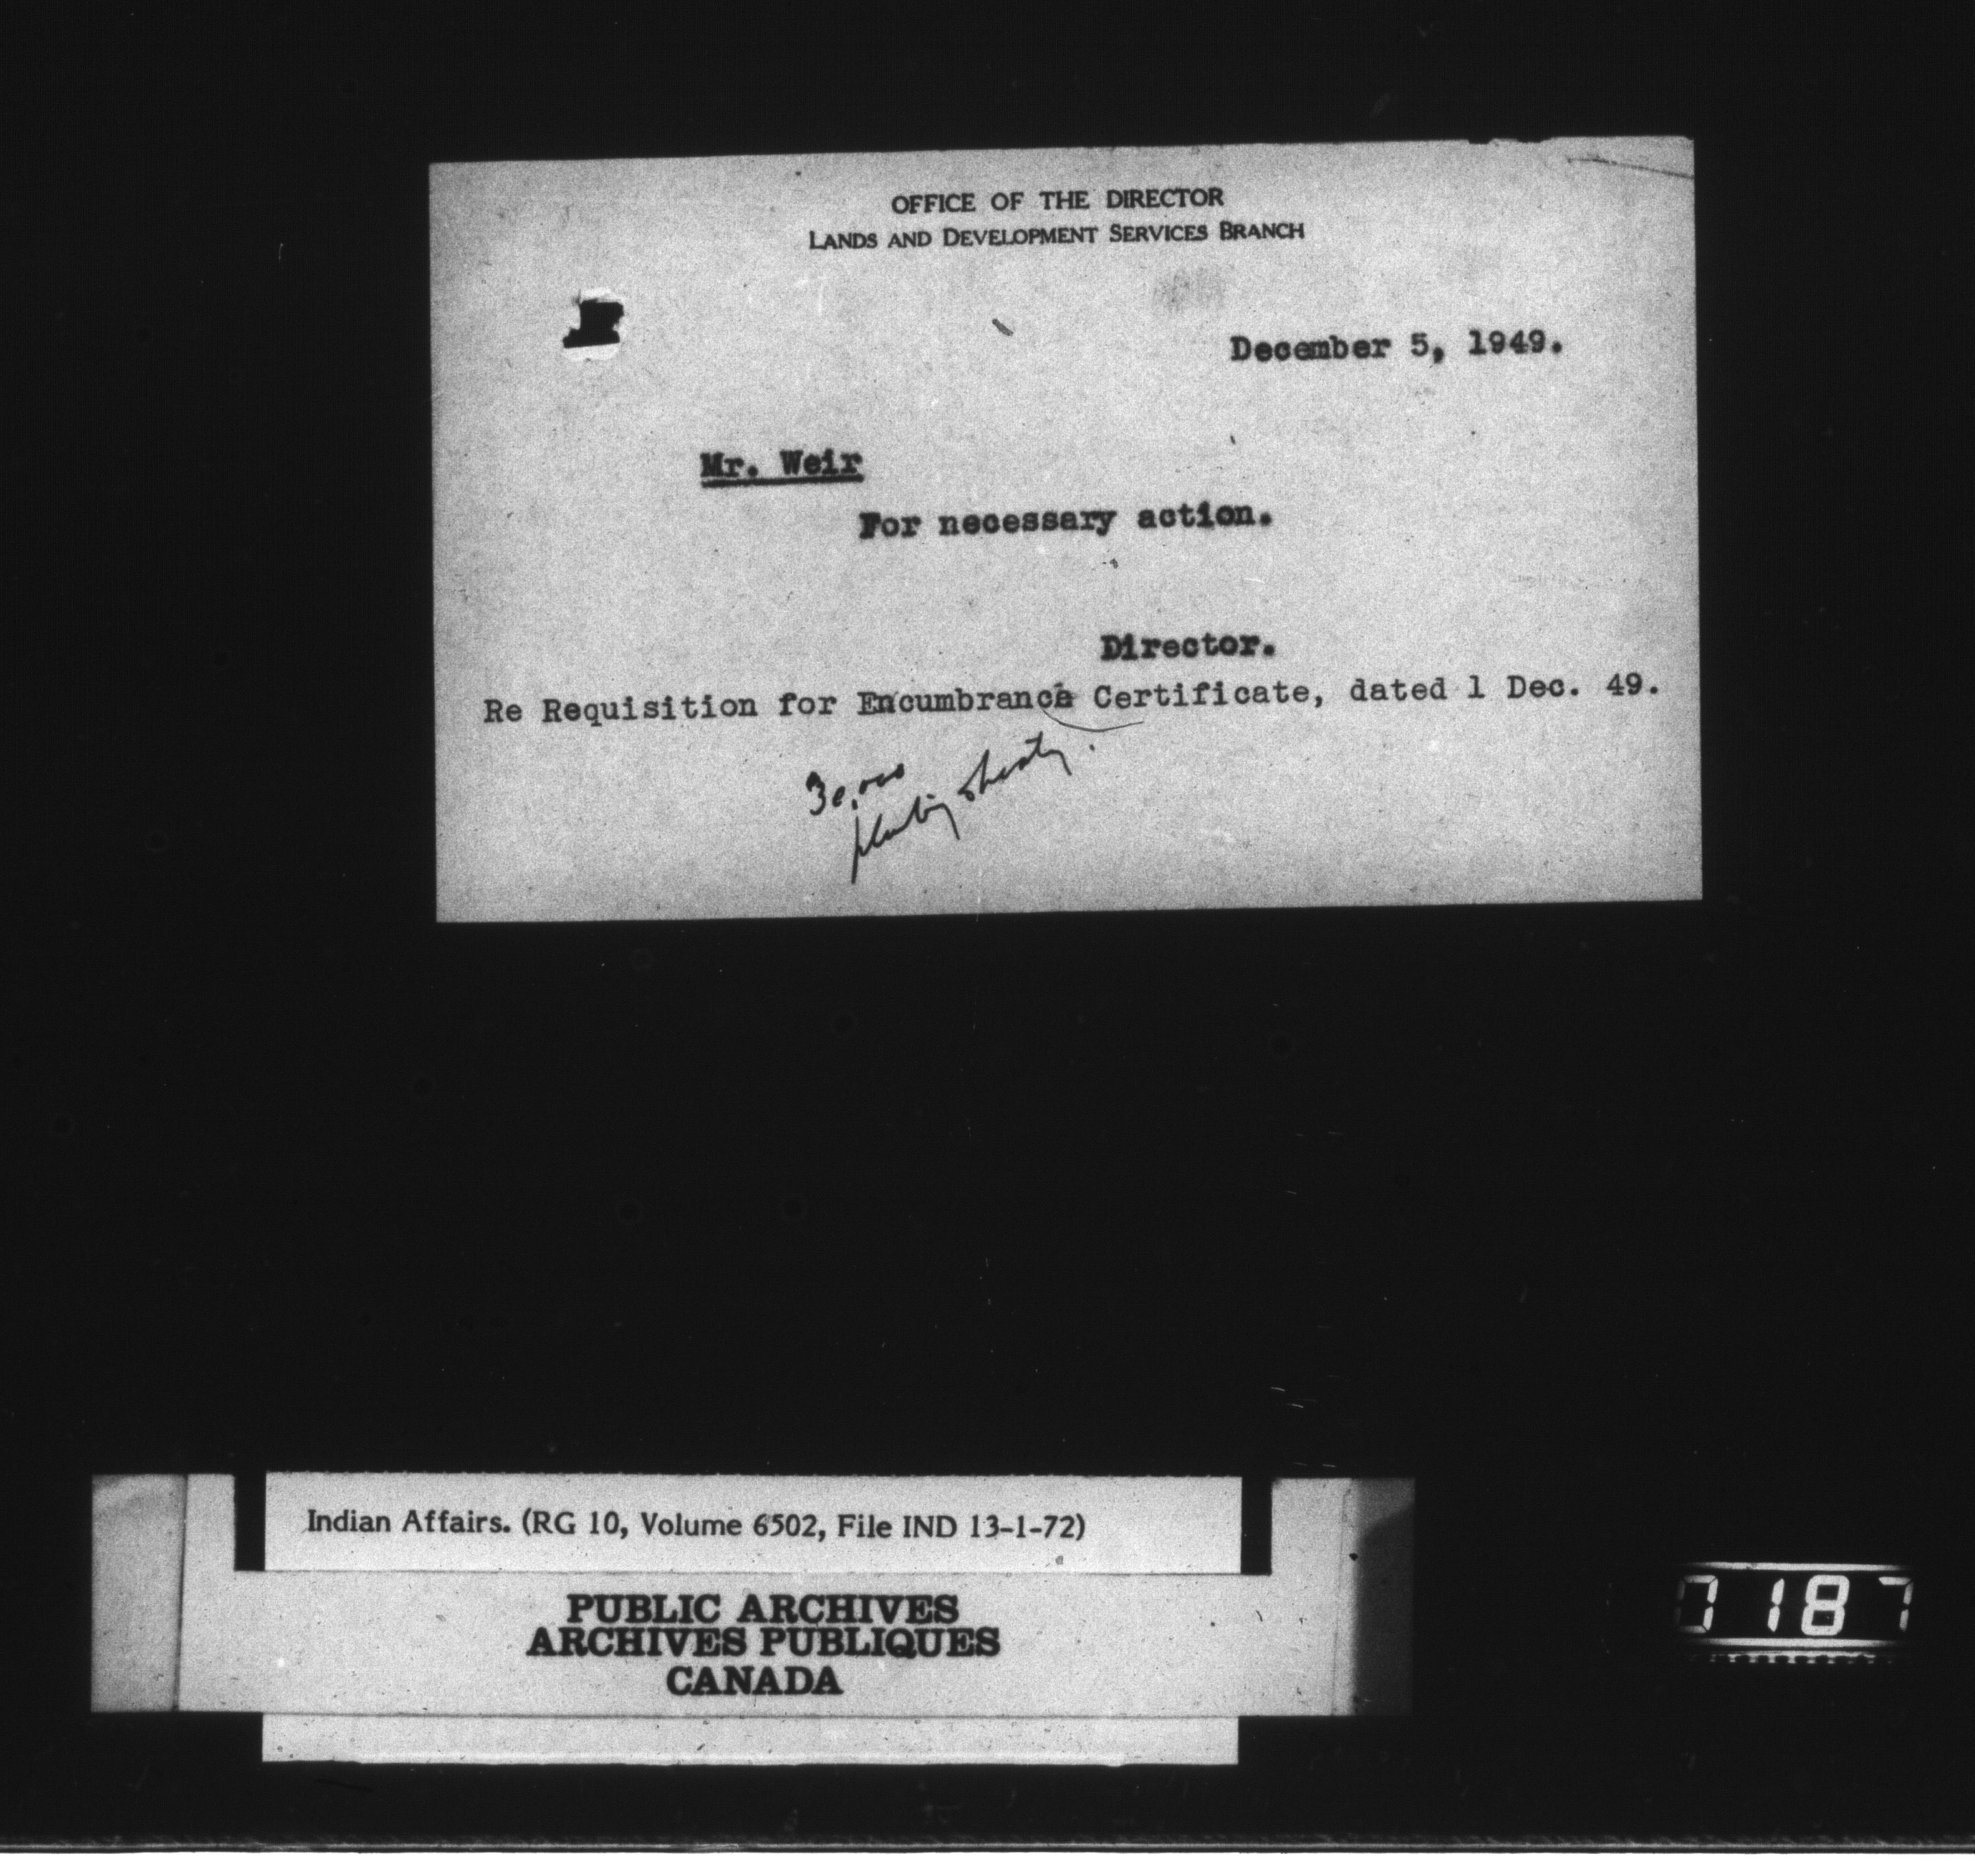 OFFICE OF THE DIRECTOR
LANDS AND DEVELOPMENT SERVICES BRANCH
December 5, 1949.
Mr. Weir
For necessary action.
Director.
Re Requisition for Encumbrance Certificate, dated 1 Dec. 49.
30,000
Indian Affairs. (RG 10, Volume 6502, File IND 13-1-72)
PUBLIC ARCHIVES
ARCHIVES PUBLIQUES
CANADA
187